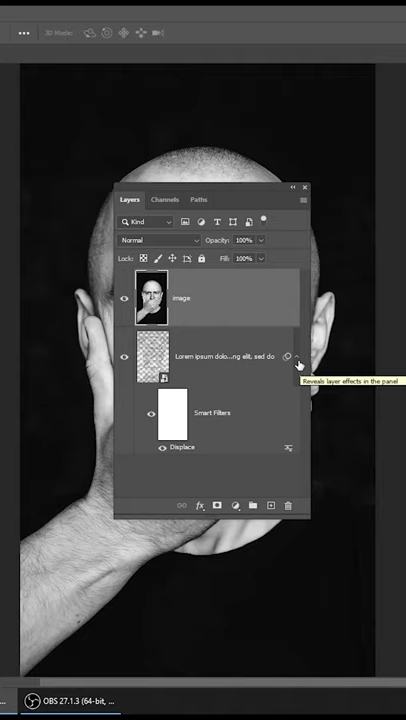 3D Mode:
Layers
Channels
Paths
Kind
Normal
Opacity: 100%
Lock:
Fill: 100%
image
Lorem ipsum dolo...ng elit, sed do
Reveals layer effects in the panel
Smart Filters
Displace
fx
OBS 27.1.3 (64-bit, ...